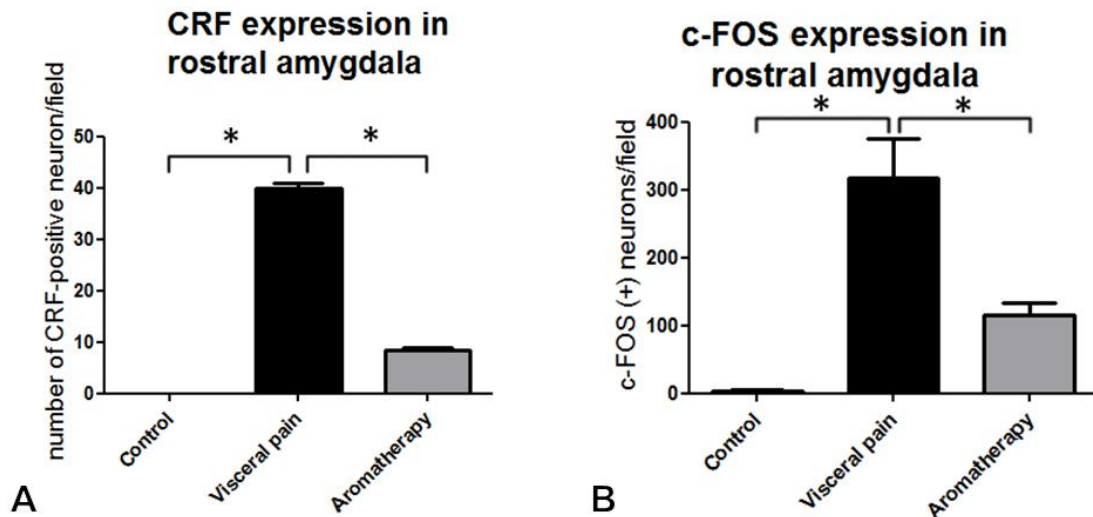 CRF expression in
rostral amygdala
number of CRF-positive neuron/field
50
40
30
20
10
0
* *
Control
Visceral pain
Aromatherapy
A
c-FOS expression in
rostral amygdala
c-FOS (+) neurons/field
400
300
200
100
0
* *
Control
Visceral pain
Aromatherapy
B